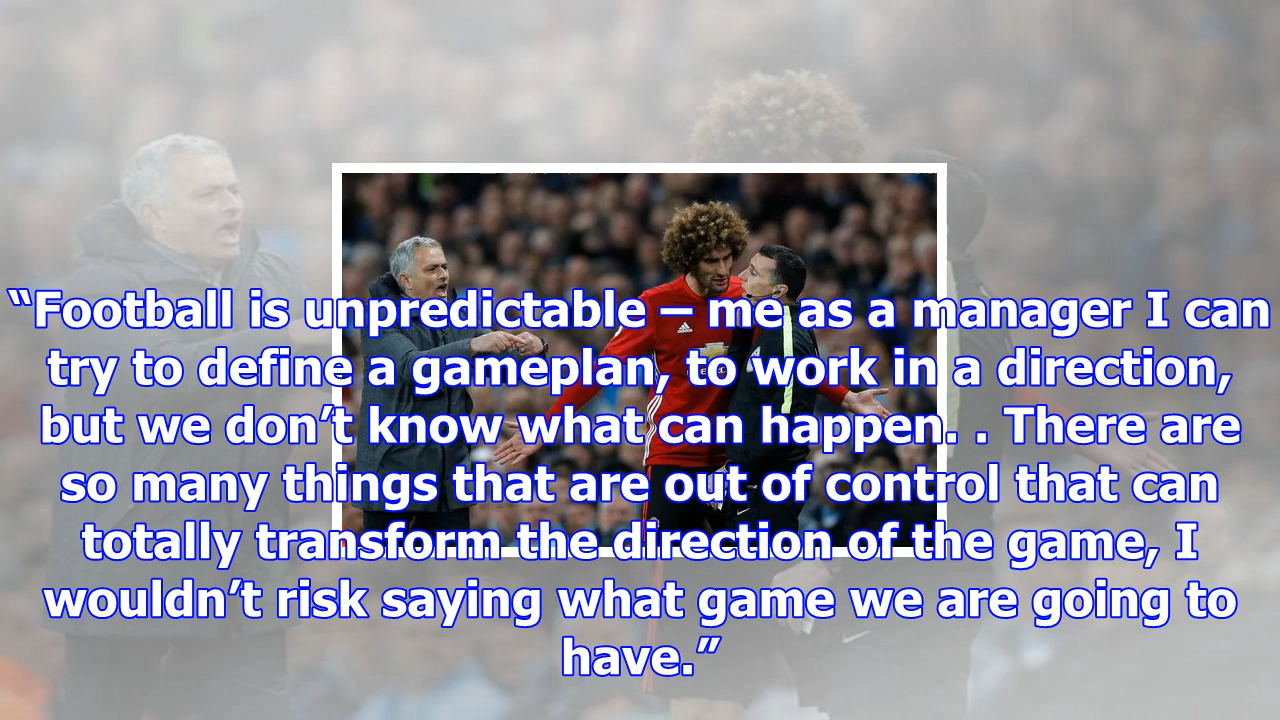 “Football is unpredictable – me as a manager I can
try to define a gameplan, to work in a direction,
but we don’t know what can happen. . There are
so many things that are out of control that can
totally transform the direction of the game, I
wouldn’t risk saying what game we are going to
have.”